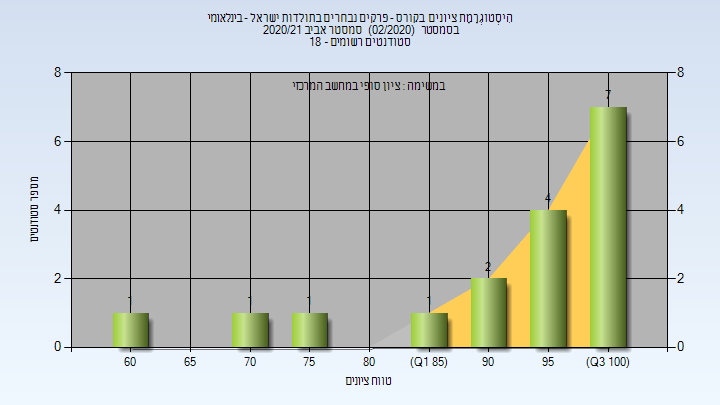 היסטוגרמת ציונים בקורס - פרקים נבחרים בתולדות ישראל - בינלאומי
בסמסטר (02/2020) סמסטר אביב 2020/21
סטודנטים רשומים - 18
במשימה : ציון סופי במחשב המרכזי
8 8
7
6 6
מספר סטודנטים
4 4 4
2 2 2
1 1 1 1
0 0
60 65 70 75 80 (Q1 85) 90 95 (Q3 100)
טווח ציונים